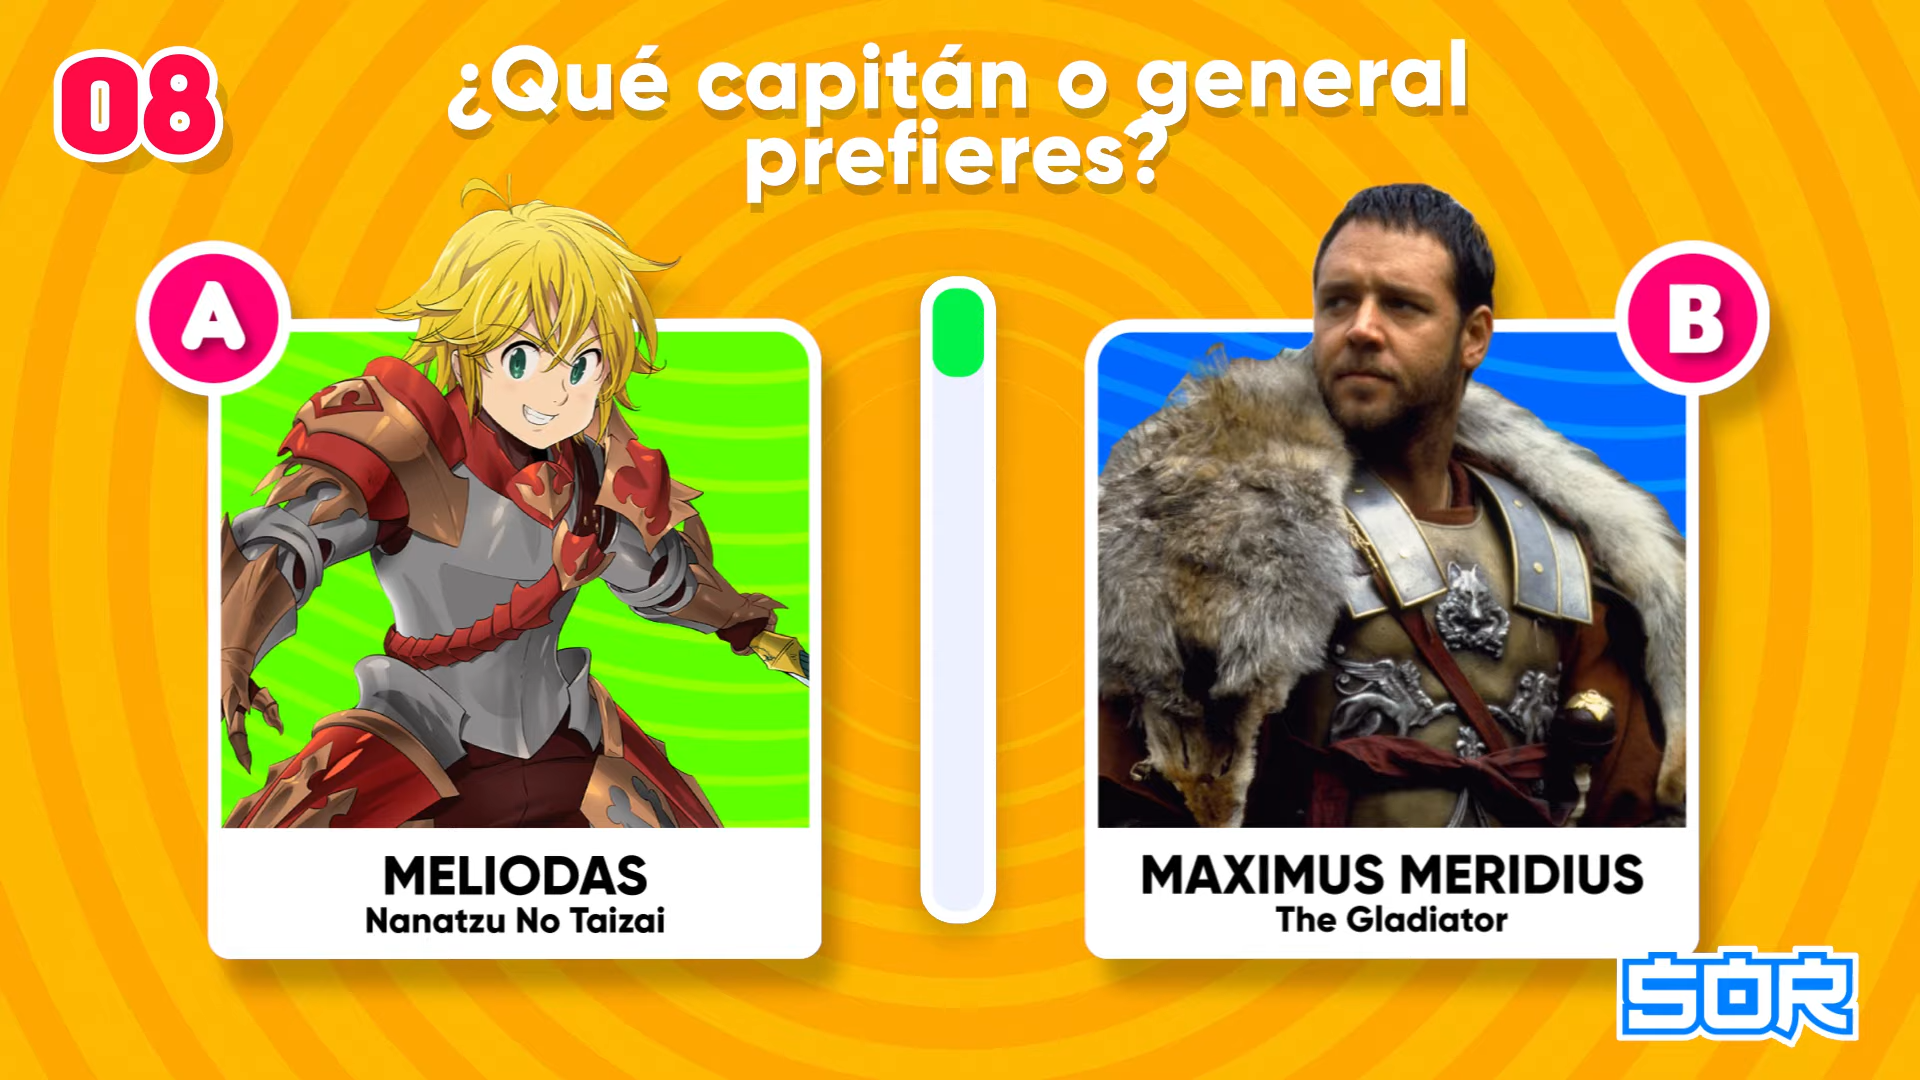 08
¿Qué capitán o general
prefieres?
A
B
MELIODAS
Nanatzu No Taizai
MAXIMUS MERIDIUS
The Gladiator
SOR